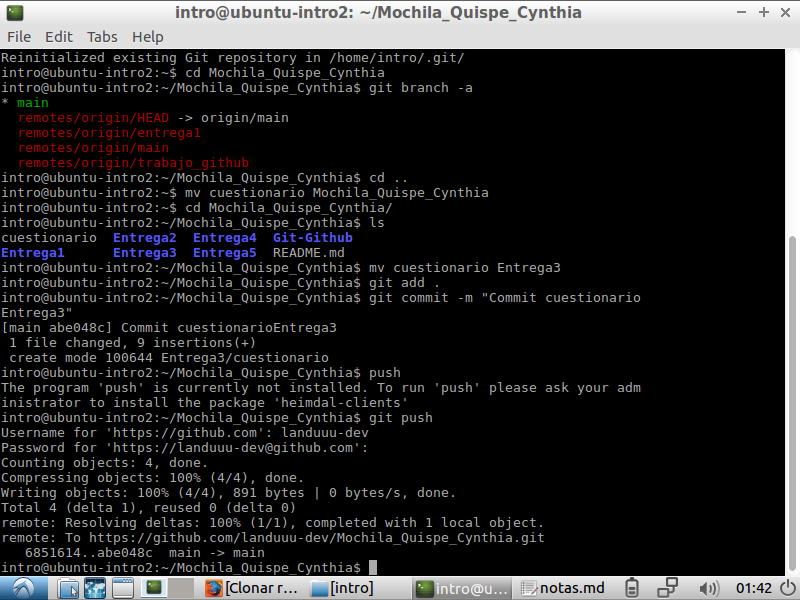 intro@ubuntu-intro2: ~/Mochila_Quispe_Cynthia
File Edit Tabs Help
Reinitialized existing Git repository in /home/intro/.git/
intro@ubuntu-intro2:~$ cd Mochila_Quispe_Cynthia
intro@ubuntu-intro2:~/Mochila_Quispe_Cynthia$ git branch -a
* main
remotes/origin/HEAD -> origin/main
remotes/origin/entrega1
remotes/origin/main
remotes/origin/trabajo_github
intro@ubuntu-intro2:~/Mochila_Quispe_Cynthia$ cd ..
intro@ubuntu-intro2:~$ mv cuestionario Mochila_Quispe_Cynthia
intro@ubuntu-intro2:~$ cd Mochila_Quispe_Cynthia/
intro@ubuntu-intro2:~/Mochila_Quispe_Cynthia$ ls
cuestionario Entrega2 Entrega4 Git-Github
Entrega1 Entrega3 Entrega5 README.md
intro@ubuntu-intro2:~/Mochila_Quispe_Cynthia$ mv cuestionario Entrega3
intro@ubuntu-intro2:~/Mochila_Quispe_Cynthia$ git add .
intro@ubuntu-intro2:~/Mochila_Quispe_Cynthia$ git commit -m "Commit cuestionario
Entrega3"
[main abe048c] Commit cuestionarioEntrega3
1 file changed, 9 insertions(+)
create mode 100644 Entrega3/cuestionario
intro@ubuntu-intro2:~/Mochila_Quispe_Cynthia$ push
The program 'push' is currently not installed. To run 'push' please ask your adm
inistrator to install the package 'heimdal-clients'
intro@ubuntu-intro2:~/Mochila_Quispe_Cynthia$ git push
Username for 'https://github.com': landuuu-dev
Password for 'https://landuuu-dev@github.com':
Counting objects: 4, done.
Compressing objects: 100% (4/4), done.
Writing objects: 100% (4/4), 891 bytes | 0 bytes/s, done.
Total 4 (delta 1), reused 0 (delta 0)
remote: Resolving deltas: 100% (1/1), completed with 1 local object.
remote: To https://github.com/landuuu-dev/Mochila_Quispe_Cynthia.git
6851614..abe048c main -> main
intro@ubuntu-intro2:~/Mochila_Quispe_Cynthia$
[Clonar r... [intro] intro@u... notas.md 01:42